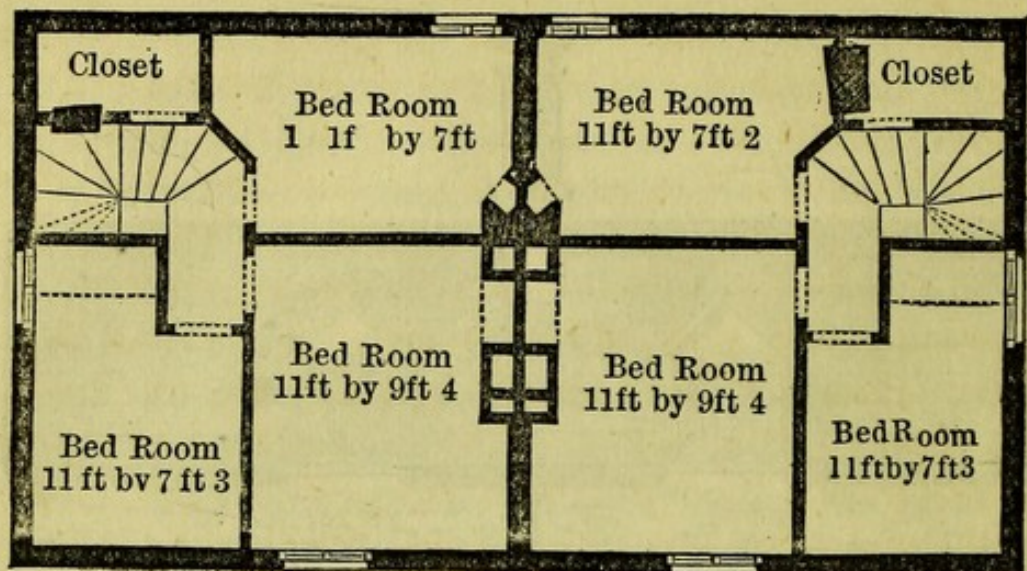 Closet
Bed Room
1 1f by 7ft
Bed Room
11ft by 7ft 2
Closet
Bed Room
11ft by 9ft 4
Bed Room
11ft by 9ft 4
Bed Room
11 ft bv 7 ft 3
BedRoom
11ftby7ft3